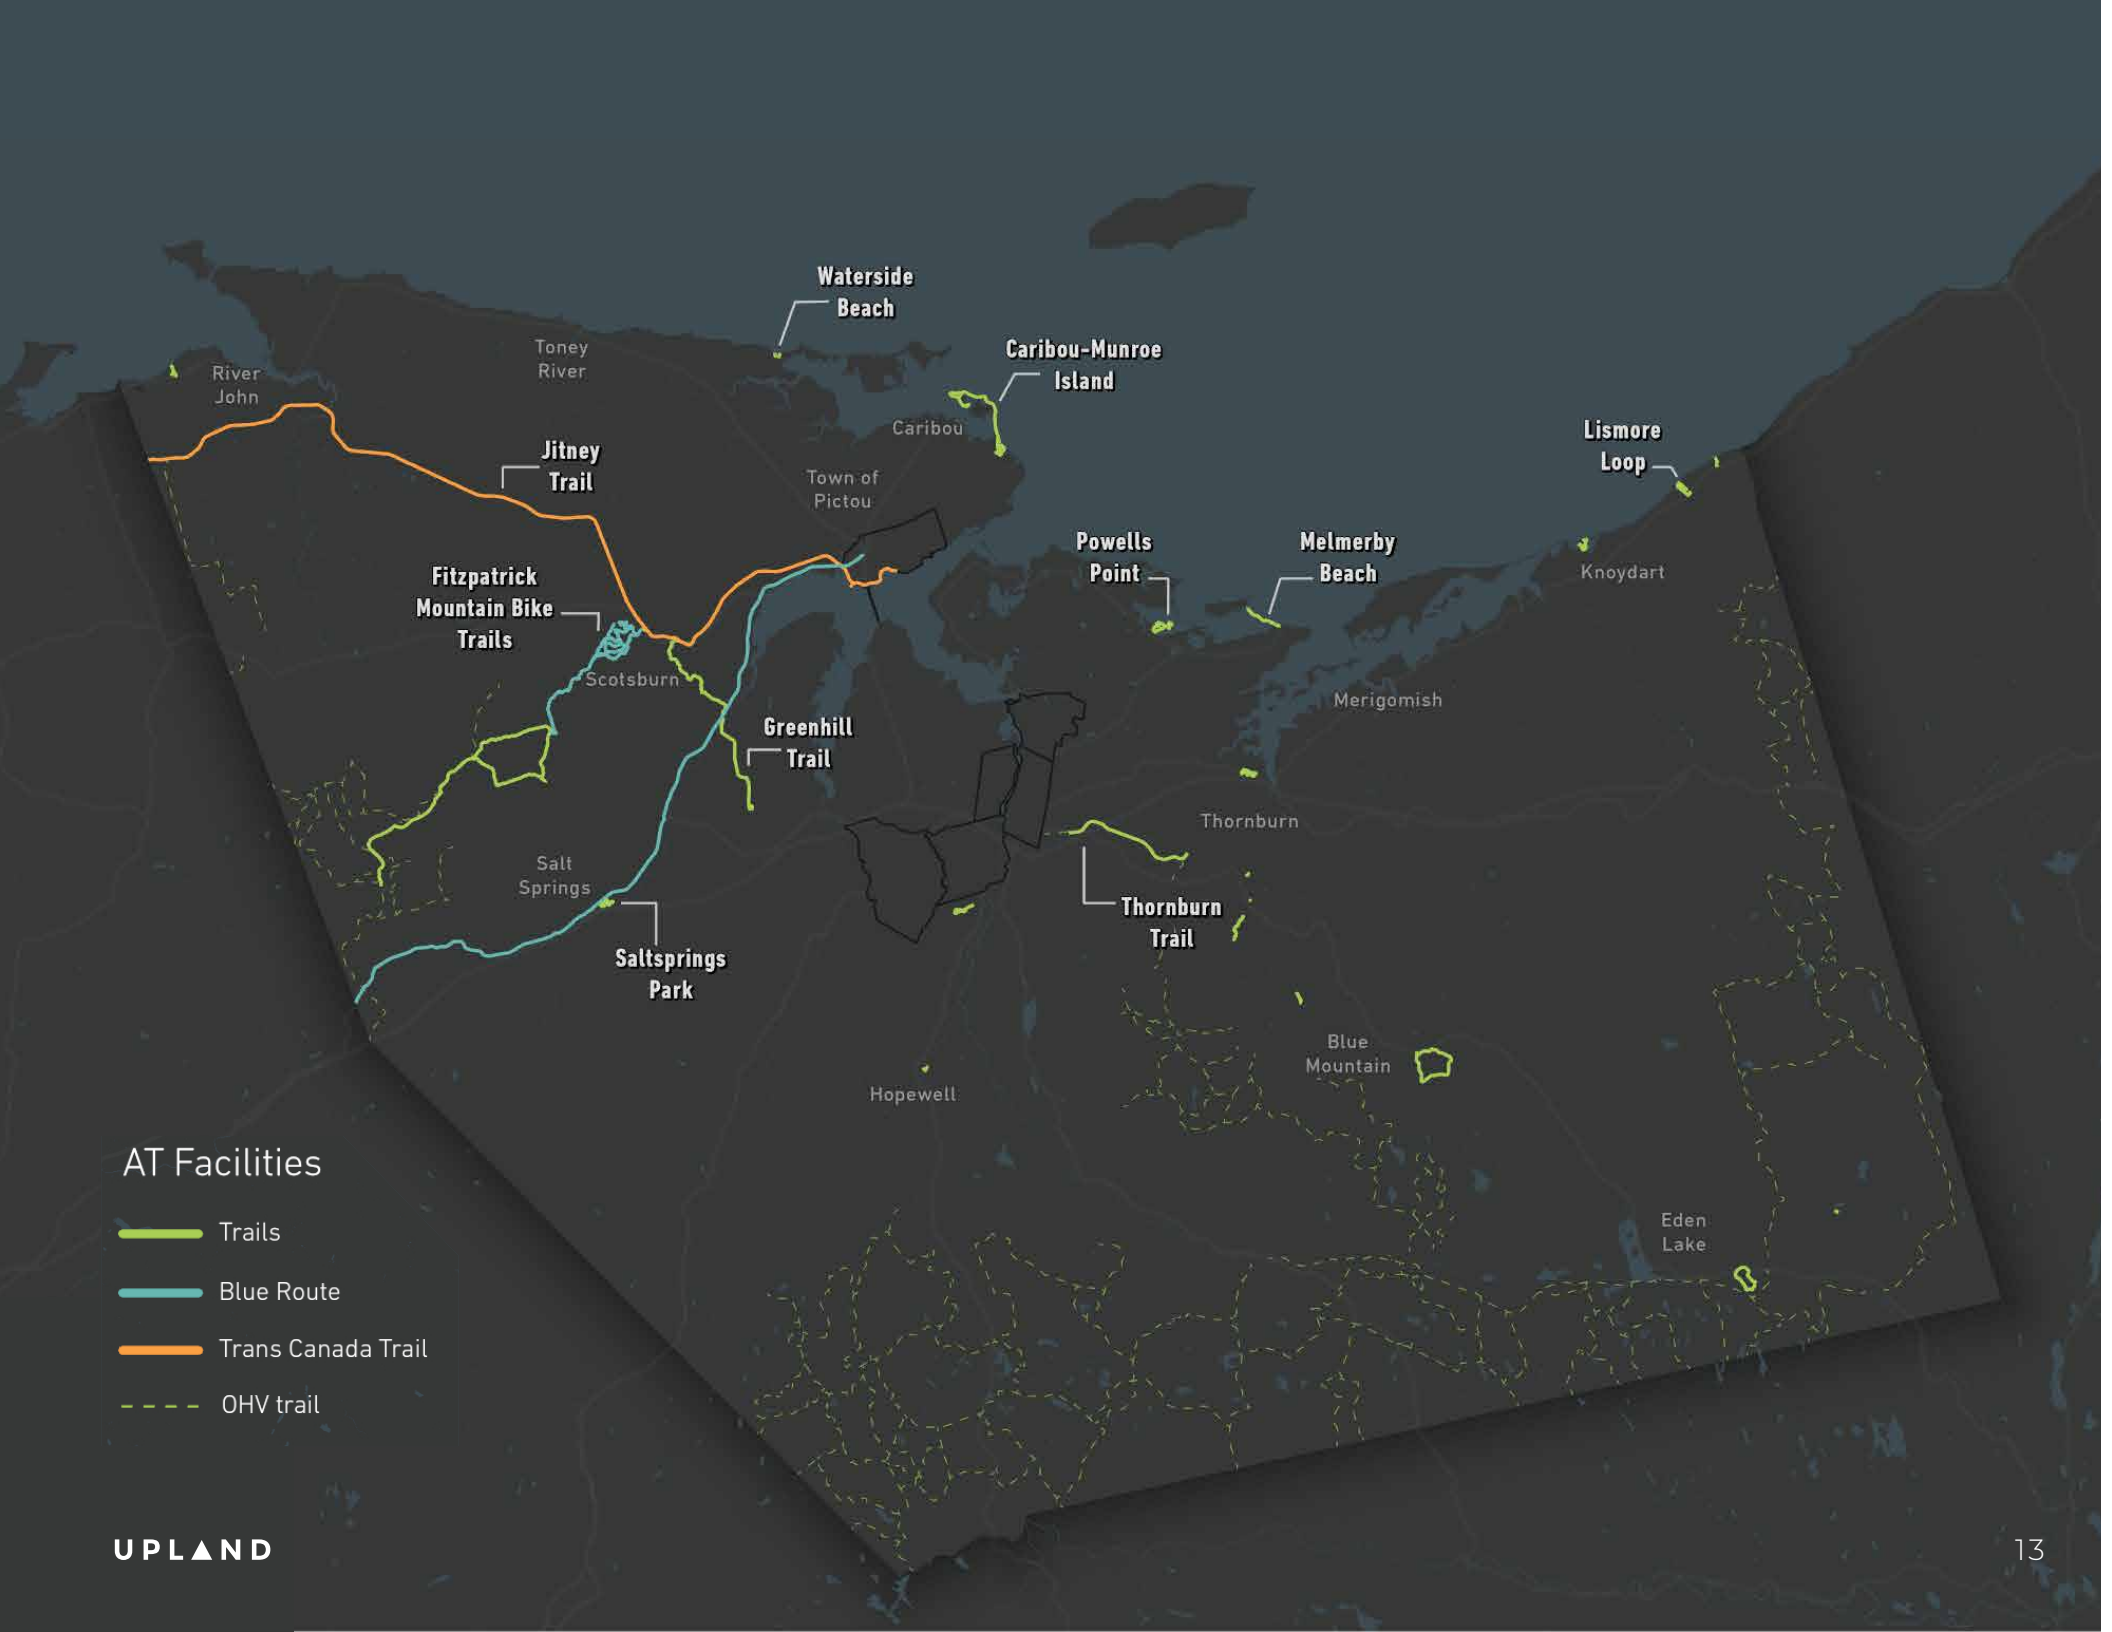 Waterside
Beach
Caribou-Munroe
Island
Toney
River
River
John
Caribou
Lismore
Loop
Jitney
Trail
Town of
Pictou
Powells
Point
Melmerby
Beach
Knoydart
Fitzpatrick
Mountain Bike
Trails
Scotsburn
Merigomish
Greenhill
Trail
Thornburn
Salt
Springs
Thornburn
Trail
Saltsprings
Park
Blue
Mountain
Hopewell
AT Facilities
Trails
Blue Route
Trans Canada Trail
OHV trail
Eden
Lake
UPLAND
13